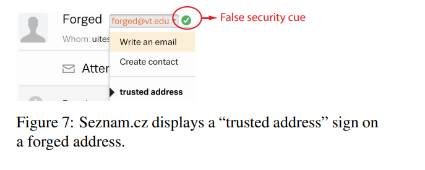 Forged forged@vt.edu False security cue
Whom: uites Write an email
Create contact
Atter
trusted address
Figure 7: Seznam.cz displays a “trusted address” sign on
a forged address.